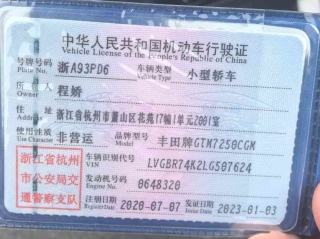 中华人民共和国机动车行驶证
Vehicle License of the People's Republic of China
号牌号码 浙A93PD6 车辆类型 小型轿车
Plate No. Vehicle Type
所有人 程娇
Owner
住址 浙江省杭州市萧山区花苑17幢1单元2001室
Address
使用性质 非营运 品牌型号 丰田牌GTM7250CGM
Use Character Model
浙江省杭州
市公安局交
通警察支队
车辆识别代号 LVGBR74K2LG507624
VIN
发动机号码 0648320
Engine No.
注册日期 2020-07-07 发证日期 2023-01-03
Register Date Issue Date